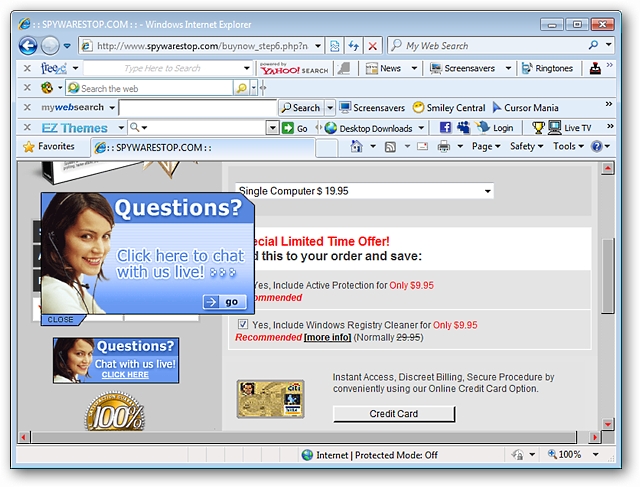 :: SPYWARESTOP.COM :: - Windows Internet Explorer
http://www.spywarestop.com/buynow_step6.php?n
My Web Search
Type Here to Search
powered by
YAHOO! SEARCH
News
Screensavers
Ringtones
Search the web
mywebsearch
Search
Screensavers
Smiley Central
Cursor Mania
EZ Themes
Go
Desktop Downloads
Login
Live TV
Favorites
:: SPYWARESTOP.COM ::
Page
Safety
Tools
Single Computer $ 19.95
Questions?
Click here to chat
with us live!
go
CLOSE
ecial Limited Time Offer!
d this to your order and save:
Yes, Include Active Protection for Only $9.95
ommended
Yes, Include Windows Registry Cleaner for Only $9.95
Recommended [more info] (Normally 29.95)
Questions?
Chat with us live!
CLICK HERE
100%
citi
VISA
Instant Access, Discreet Billing, Secure Procedure by
conveniently using our Online Credit Card Option.
Credit Card
Internet | Protected Mode: Off
100%